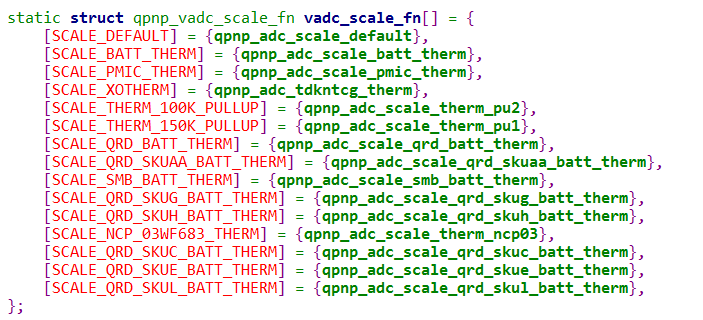 static struct qpnp_vadc_scale_fn vadc_scale_fn[] = {
    [SCALE_DEFAULT] = {qpnp_adc_scale_default},
    [SCALE_BATT_THERM] = {qpnp_adc_scale_batt_therm},
    [SCALE_PMIC_THERM] = {qpnp_adc_scale_pmic_therm},
    [SCALE_XOTHERM] = {qpnp_adc_tdkntcg_therm},
    [SCALE_THERM_100K_PULLUP] = {qpnp_adc_scale_therm_pu2},
    [SCALE_THERM_150K_PULLUP] = {qpnp_adc_scale_therm_pu1},
    [SCALE_QRD_BATT_THERM] = {qpnp_adc_scale_qrd_batt_therm},
    [SCALE_QRD_SKUAA_BATT_THERM] = {qpnp_adc_scale_qrd_skuaa_batt_therm},
    [SCALE_SMB_BATT_THERM] = {qpnp_adc_scale_smb_batt_therm},
    [SCALE_QRD_SKUG_BATT_THERM] = {qpnp_adc_scale_qrd_skug_batt_therm},
    [SCALE_QRD_SKUH_BATT_THERM] = {qpnp_adc_scale_qrd_skuh_batt_therm},
    [SCALE_NCP_03WF683_THERM] = {qpnp_adc_scale_therm_ncp03},
    [SCALE_QRD_SKUC_BATT_THERM] = {qpnp_adc_scale_qrd_skuc_batt_therm},
    [SCALE_QRD_SKUE_BATT_THERM] = {qpnp_adc_scale_qrd_skue_batt_therm},
    [SCALE_QRD_SKUL_BATT_THERM] = {qpnp_adc_scale_qrd_skul_batt_therm},
};